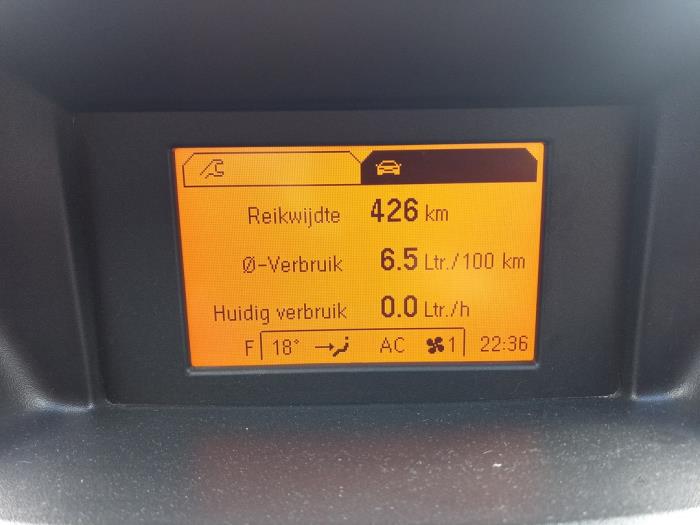 Reikwijdte 426 km
Ø-Verbruik 6.5 Ltr./100 km
Huidig verbruik 0.0 Ltr./h
F 18° AC 1 22:36